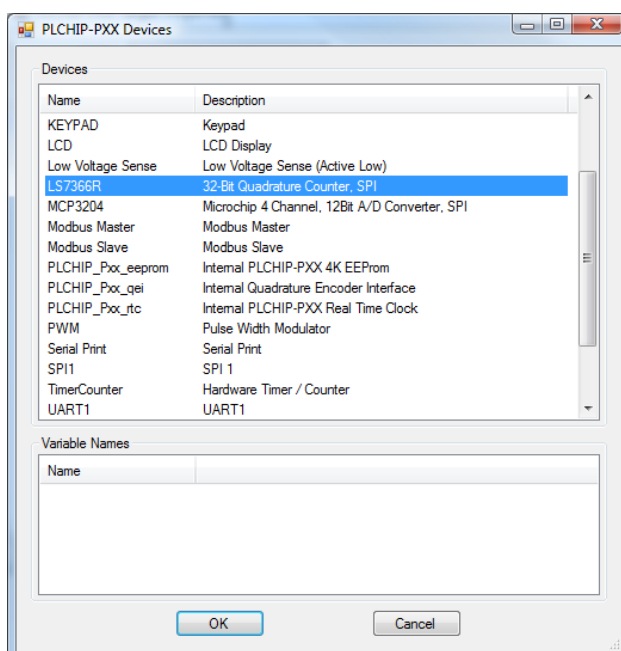 PLCHIP-PXX Devices
Devices
Name Description
KEYPAD Keypad
LCD LCD Display
Low Voltage Sense Low Voltage Sense (Active Low)
LS7366R 32-Bit Quadrature Counter, SPI
MCP3204 Microchip 4 Channel, 12Bit A/D Converter, SPI
Modbus Master Modbus Master
Modbus Slave Modbus Slave
PLCHIP_Pxx_eeprom Internal PLCHIP-PXX 4K EEProm
PLCHIP_Pxx_qei Internal Quadrature Encoder Interface
PLCHIP_Pxx_rtc Internal PLCHIP-PXX Real Time Clock
PWM Pulse Width Modulator
Serial Print Serial Print
SPI1 SPI 1
TimerCounter Hardware Timer / Counter
UART1 UART1
Variable Names
Name
OK Cancel